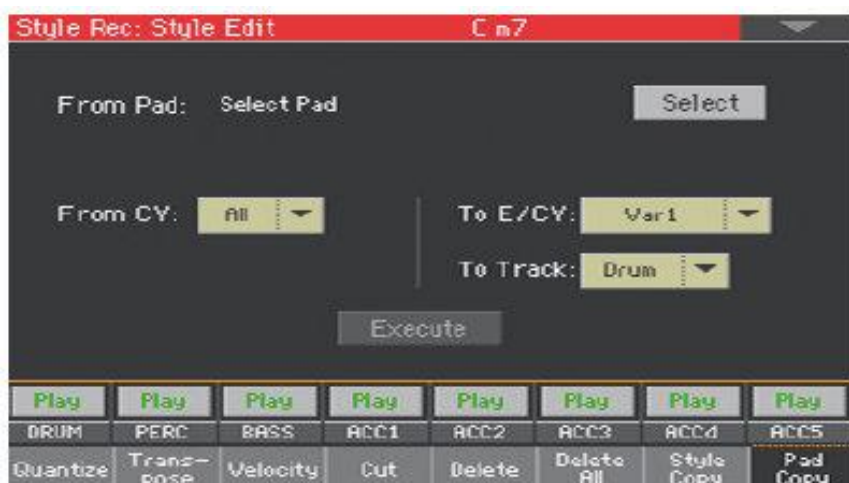 Style Rec: Style Edit C m7
From Pad: Select Pad Select
From CY: All To E/CY: Var1
To Track: Drum
Execute
Play Play Play Play Play Play Play Play
DRUM PERC BASS ACC1 ACC2 ACC3 ACC4 ACC5
Quantize Trans- Velocity Cut Delete Delete Style Pad
pose All Copy Copy